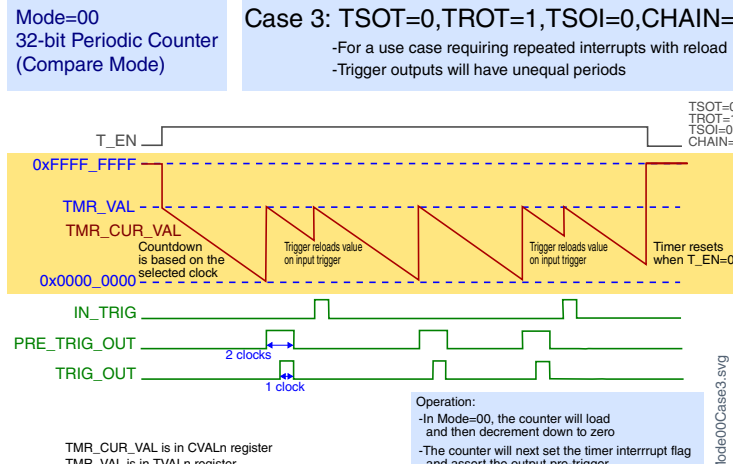 Mode=00
32-bit Periodic Counter
(Compare Mode)
Case 3: TSOT=0,TROT=1,TSOI=0,CHAIN=
-For a use case requiring repeated interrupts with reload
-Trigger outputs will have unequal periods
TSOT=0
TROT=1
TSOI=0
CHAIN=
T_EN
0xFFFF_FFFF
TMR_VAL
TMR_CUR_VAL
Countdown
is based on the
selected clock
Trigger reloads value
on input trigger
Trigger reloads value
on input trigger
Timer resets
when T_EN=0
0x0000_0000
IN_TRIG
PRE_TRIG_OUT
2 clocks
TRIG_OUT
1 clock
Operation:
-In Mode=00, the counter will load
and then decrement down to zero
-The counter will next set the timer interrrupt flag
and assert the output pre-trigger
TMR_CUR_VAL is in CVALn register
TMR_VAL is in TVALn register
Mode00Case3.svg